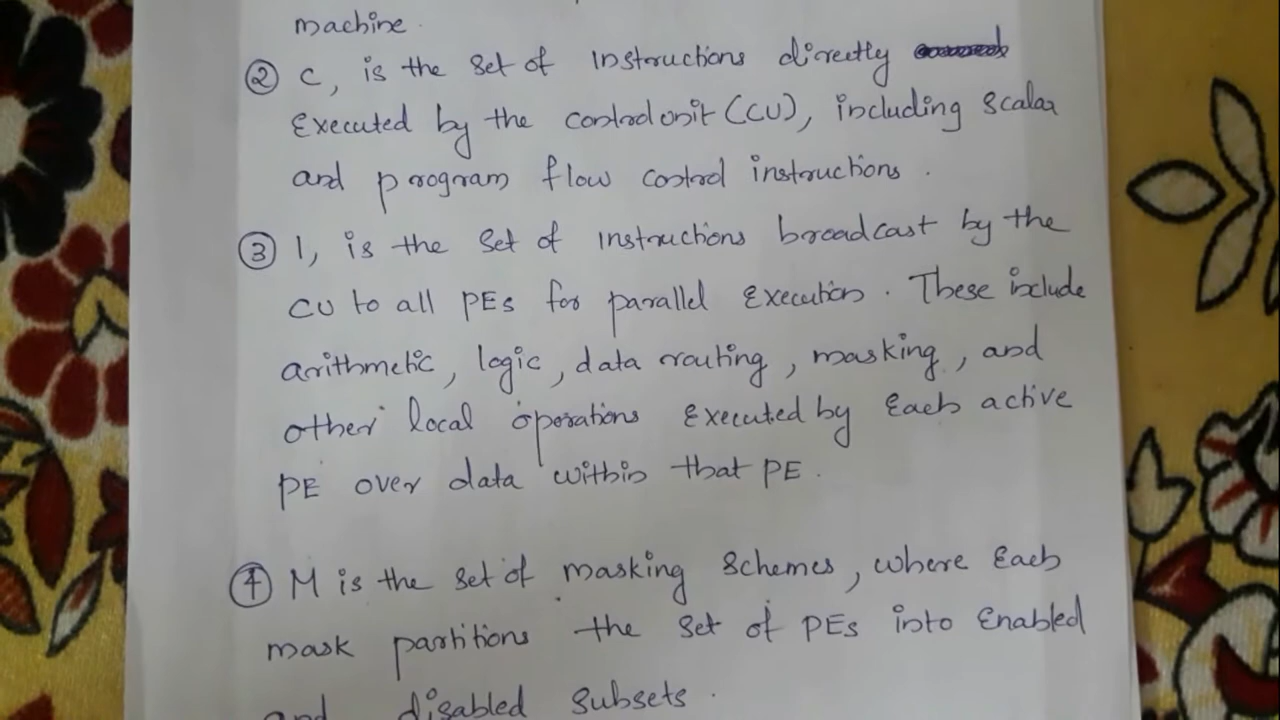 machine.
② C, is the set of instructions directly
Executed by the control unit (CU), including scalar
and program flow control instructions.
③ I, is the set of instructions broadcast by the
CU to all PEs for parallel Execution. These include
arithmetic, logic, data routing, masking, and
other local operations Executed by Each active
PE over data within that PE.
④ M is the set of masking schemes, where Each
mask partitions the set of PEs into Enabled
and disabled subsets.